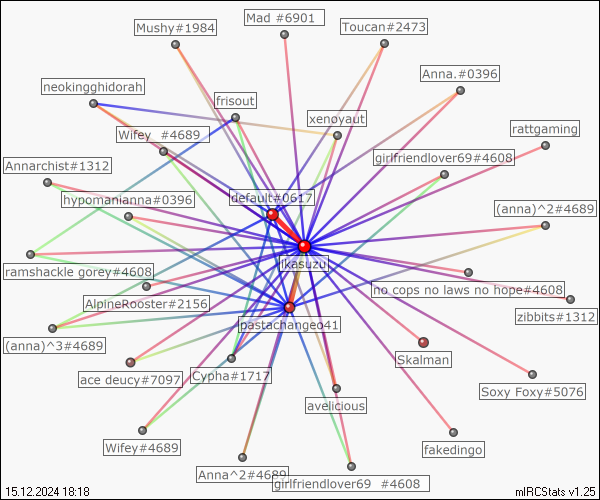 Mad #6901
Mushy#1984
Toucan#2473
Anna.#0396
neokingghidorah
frisout
xenoyaut
rattgaming
Wifey  #4689
girlfriendlover69#4608
Annarchist#1312
default#0617
hypomanianna#0396
(anna)^2#4689
ikasuzu
ramshackle gorey#4608
no cops no laws no hope#4608
AlpineRooster#2156
zibbits#1312
pastachangeo41
(anna)^3#4689
Skalman
ace deucy#7097
Cypha#1717
Soxy Foxy#5076
avelicious
Wifey#4689
fakedingo
Anna^2#4689
girlfriendlover69  #4608
15.12.2024 18:18
mIRCStats v1.25